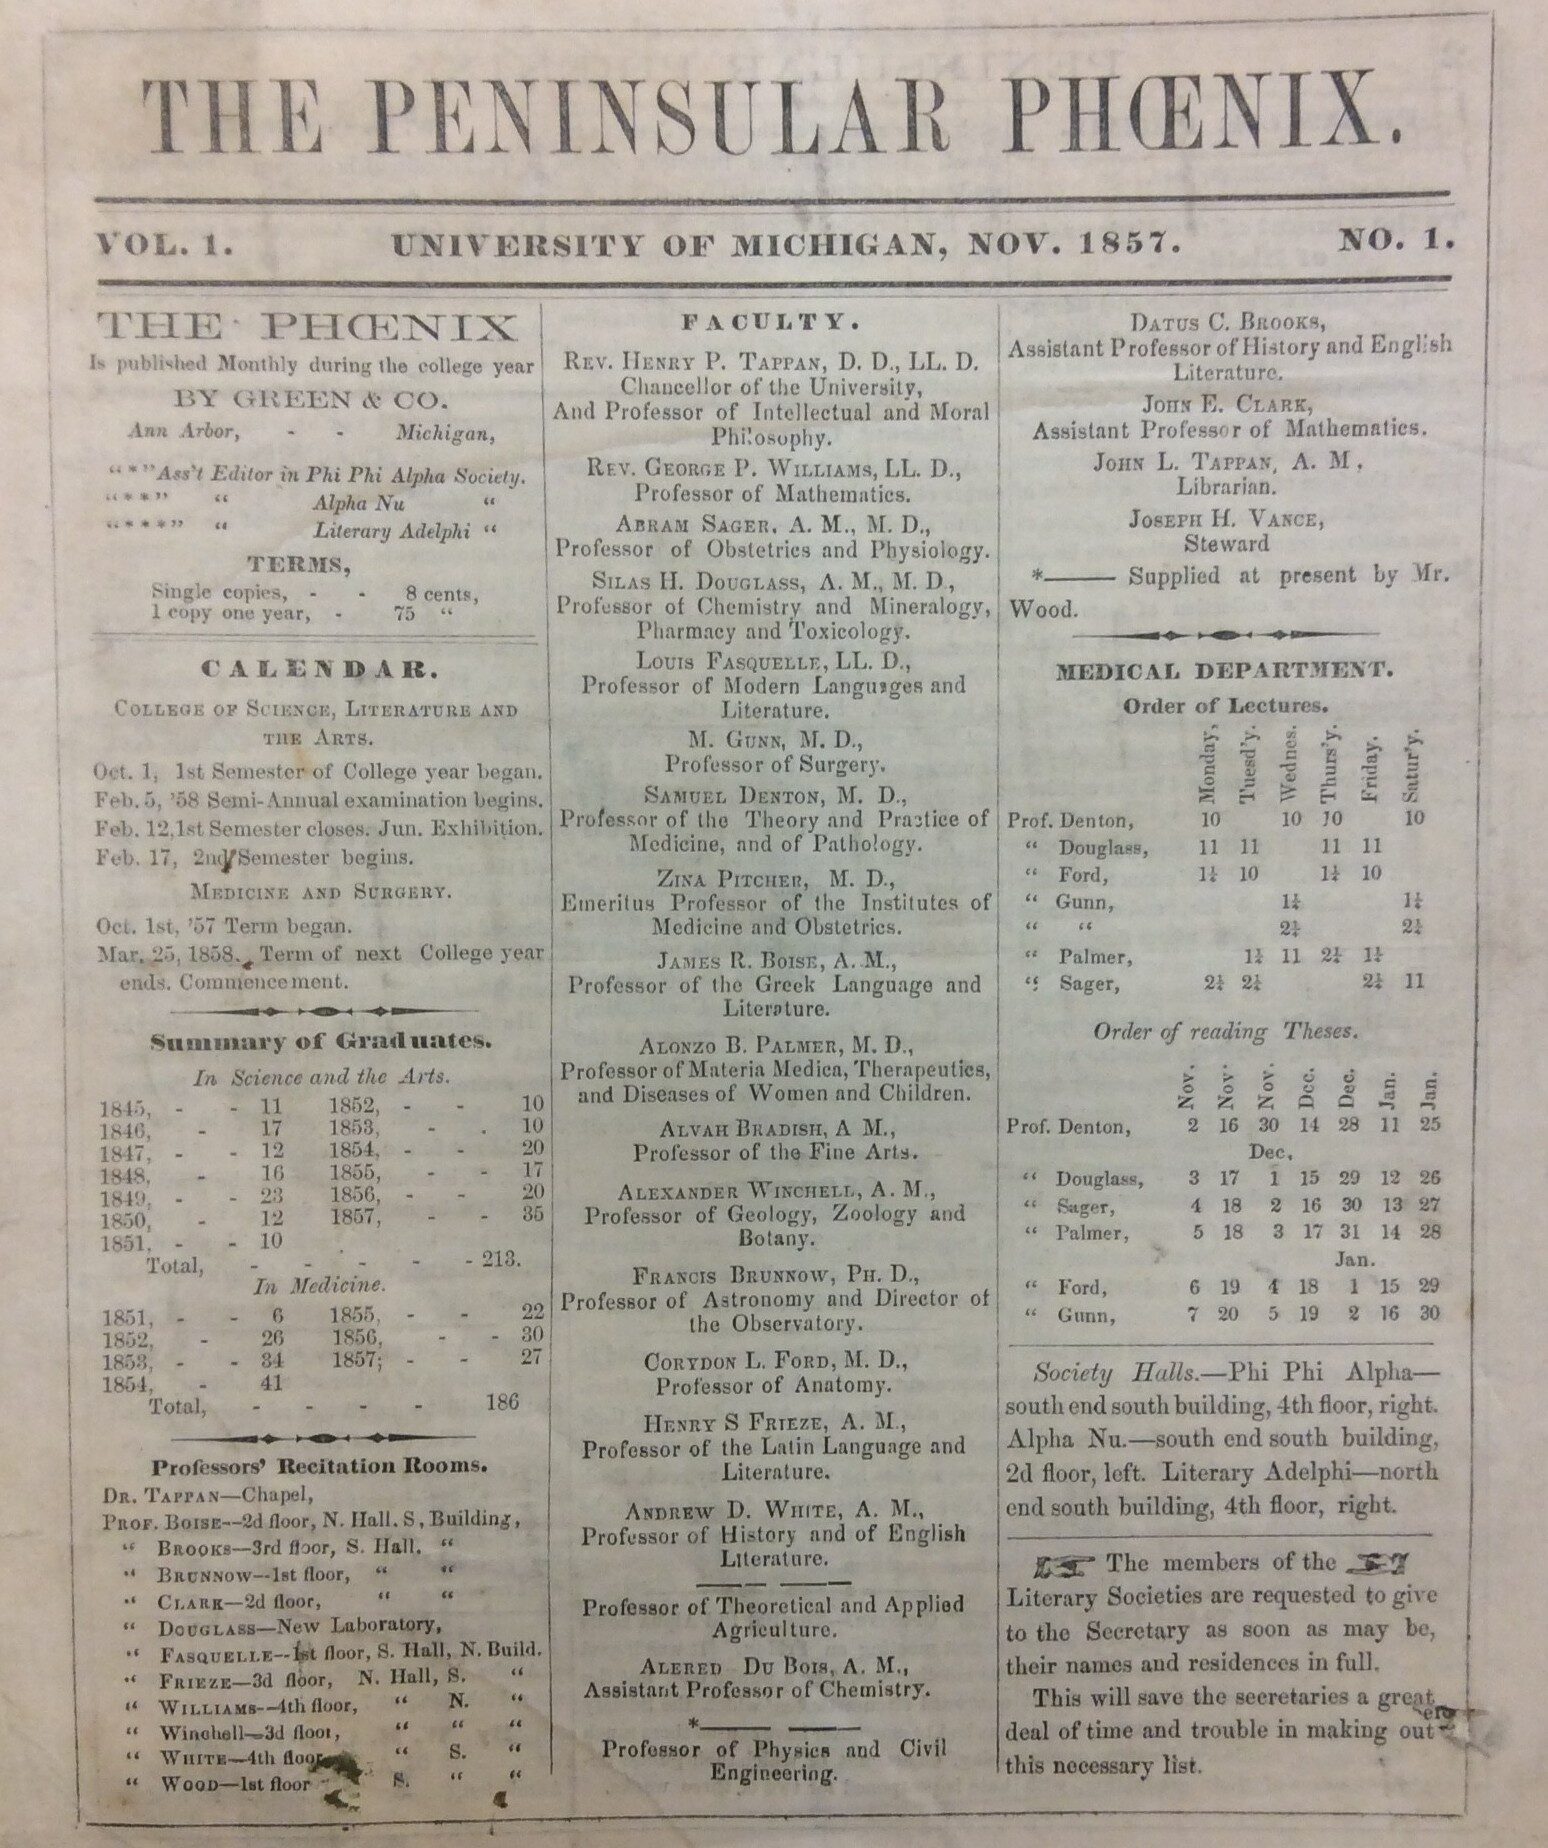 THE PENINSULAR PHŒNIX.
VOL. 1. UNIVERSITY OF MICHIGAN, NOV. 1857. NO. 1.
THE PHŒNIX
Is published Monthly during the college year
BY GREEN & CO.
Ann Arbor, - - Michigan,
"*" Ass't Editor in Phi Phi Alpha Society.
"**" " Alpha Nu "
"***" " Literary Adelphi "
TERMS,
Single copies, - - 8 cents,
1 copy one year, - 75 "
CALENDAR.
COLLEGE OF SCIENCE, LITERATURE AND
THE ARTS.
Oct. 1, 1st Semester of College year began.
Feb. 5, '58 Semi-Annual examination begins.
Feb. 12, 1st Semester closes. Jun. Exhibition.
Feb. 17, 2nd Semester begins.
MEDICINE AND SURGERY.
Oct. 1st, '57 Term began.
Mar. 25, 1858. Term of next College year
ends. Commencement.
Summary of Graduates.
In Science and the Arts.
1845, - - 11 1852, - - 10
1846, - 17 1853, - . 10
1847, - - 12 1854, - - 20
1848, - 16 1855, - - 17
1849, - - 23 1856, - - 20
1850, - 12 1857, - - 35
1851, - - 10
Total, - - - - - 213.
In Medicine.
1851, - - 6 1855, - - 22
1852, - 26 1856, - - 30
1853, - - 34 1857; - - 27
1854, - 41
Total, - - - - 186
Professors' Recitation Rooms.
DR. TAPPAN—Chapel,
PROF. BOISE--2d floor, N. Hall. S, Building,
" BROOKS—3rd floor, S. Hall. "
" BRUNNOW--1st floor, " "
" CLARK—2d floor, " "
" DOUGLASS—New Laboratory,
" FASQUELLE--1st floor, S. Hall, N. Build.
" FRIEZE—3d floor, N. Hall, S. "
" WILLIAMS--4th floor, " N. "
" Winchell—3d floor, " " "
" WHITE—4th floor " S. "
" WOOD—1st floor S. " "
FACULTY.
REV. HENRY P. TAPPAN, D. D., LL. D.
Chancellor of the University,
And Professor of Intellectual and Moral
Philosophy.
REV. GEORGE P. WILLIAMS, LL. D.,
Professor of Mathematics.
ABRAM SAGER. A. M., M. D.,
Professor of Obstetrics and Physiology.
SILAS H. DOUGLASS, A. M., M. D.,
Professor of Chemistry and Mineralogy,
Pharmacy and Toxicology.
LOUIS FASQUELLE, LL. D.,
Professor of Modern Languages and
Literature.
M. GUNN, M. D.,
Professor of Surgery.
SAMUEL DENTON, M. D.,
Professor of the Theory and Practice of
Medicine, and of Pathology.
ZINA PITCHER, M. D.,
Emeritus Professor of the Institutes of
Medicine and Obstetrics.
JAMES R. BOISE, A. M.,
Professor of the Greek Language and
Literature.
ALONZO B. PALMER, M. D.,
Professor of Materia Medica, Therapeutics,
and Diseases of Women and Children.
ALVAH BRADISH, A M.,
Professor of the Fine Arts.
ALEXANDER WINCHELL, A. M.,
Professor of Geology, Zoology and
Botany.
FRANCIS BRUNNOW, PH. D.,
Professor of Astronomy and Director of
the Observatory.
CORYDON L. FORD, M. D.,
Professor of Anatomy.
HENRY S FRIEZE, A. M.,
Professor of the Latin Language and
Literature.
ANDREW D. WHITE, A. M.,
Professor of History and of English
Literature.
Professor of Theoretical and Applied
Agriculture.
ALERED DU BOIS, A. M.,
Assistant Professor of Chemistry.
*—— ——
Professor of Physics and Civil
Engineering.
DATUS C. BROOKS,
Assistant Professor of History and English
Literature.
JOHN E. CLARK,
Assistant Professor of Mathematics.
JOHN L. TAPPAN, A. M.
Librarian.
JOSEPH H. VANCE,
Steward
*—— Supplied at present by Mr.
Wood.
MEDICAL DEPARTMENT.
Order of Lectures.
Monday, Tuesd'y. Wednes. Thurs'y. Friday. Satur'y.
Prof. Denton, 10 10 10 10
" Douglass, 11 11 11 11
" Ford, 1¼ 10 1¼ 10
" Gunn, 1¼ 1¼
" " 2¼ 2¼
" Palmer, 1¼ 11 2¼ 1¼
" Sager, 2¼ 2¼ 2¼ 11
Order of reading Theses.
Nov. Nov. Nov. Dec. Dec. Jan. Jan.
Prof. Denton, 2 16 30 14 28 11 25
Dec.
" Douglass, 3 17 1 15 29 12 26
" Sager, 4 18 2 16 30 13 27
" Palmer, 5 18 3 17 31 14 28
Jan.
" Ford, 6 19 4 18 1 15 29
" Gunn, 7 20 5 19 2 16 30
Society Halls.—Phi Phi Alpha—
south end south building, 4th floor, right.
Alpha Nu.—south end south building,
2d floor, left. Literary Adelphi—north
end south building, 4th floor, right.
The members of the
Literary Societies are requested to give
to the Secretary as soon as may be,
their names and residences in full.
This will save the secretaries a great
deal of time and trouble in making out
this necessary list.